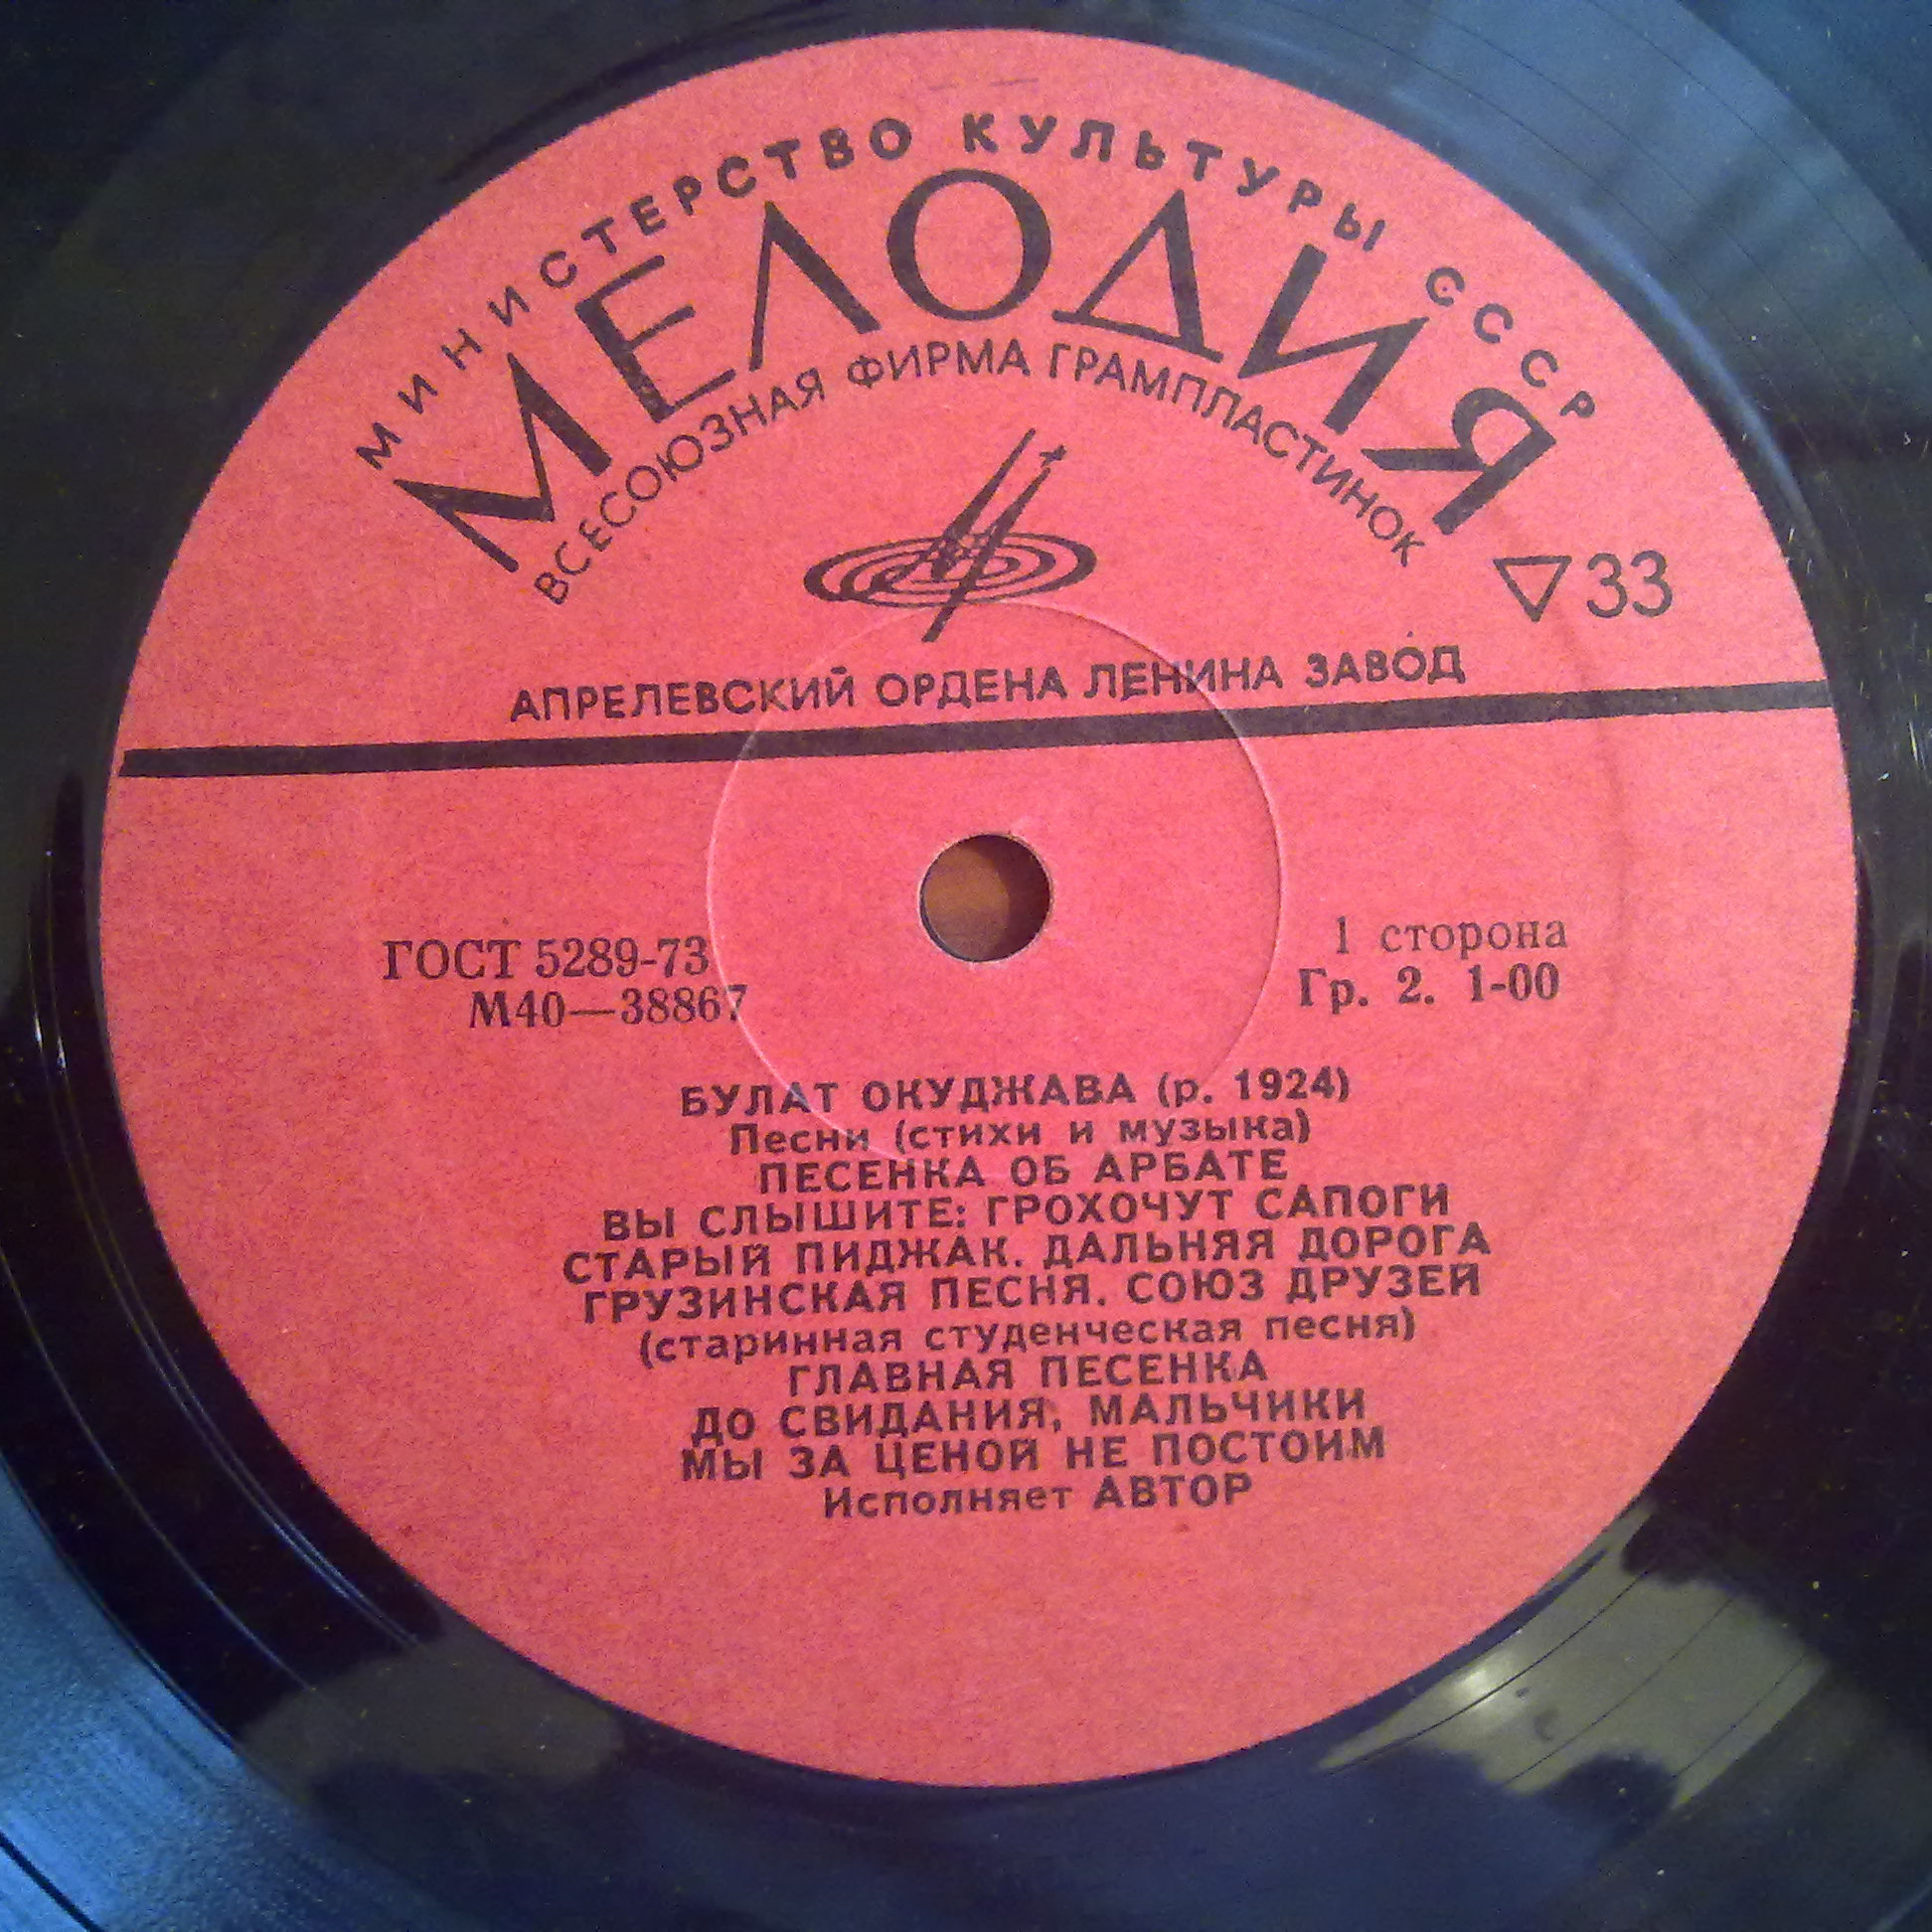 МИНИСТЕРСТВО КУЛЬТУРЫ СССР
МЕЛОДИЯ
ВСЕСОЮЗНАЯ ФИРМА ГРАМПЛАСТИНОК
▽33
АПРЕЛЕВСКИЙ ОРДЕНА ЛЕНИНА ЗАВОД
ГОСТ 5289-73
М40—38867
1 сторона
Гр. 2. 1-00
БУЛАТ ОКУДЖАВА (р. 1924)
Песни (стихи и музыка)
ПЕСЕНКА ОБ АРБАТЕ
ВЫ СЛЫШИТЕ: ГРОХОЧУТ САПОГИ
СТАРЫЙ ПИДЖАК. ДАЛЬНЯЯ ДОРОГА
ГРУЗИНСКАЯ ПЕСНЯ. СОЮЗ ДРУЗЕЙ
(старинная студенческая песня)
ГЛАВНАЯ ПЕСЕНКА
ДО СВИДАНИЯ, МАЛЬЧИКИ
МЫ ЗА ЦЕНОЙ НЕ ПОСТОИМ
Исполняет АВТОР